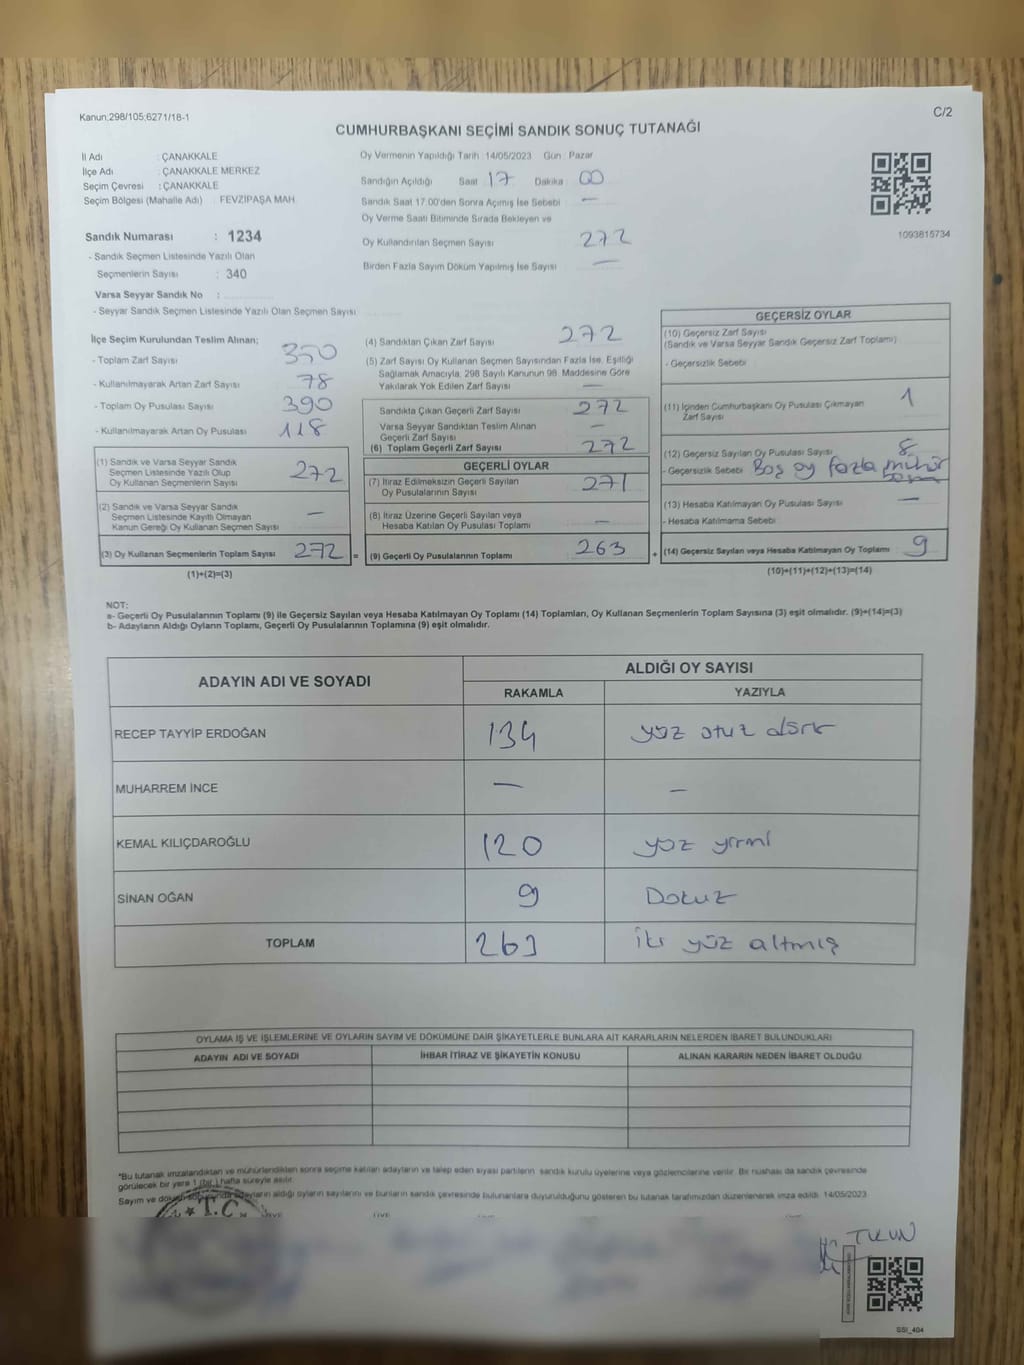 Kanun;298/105;6271/18-1
C/2
CUMHURBAŞKANI SEÇİMİ SANDIK SONUÇ TUTANAĞI
İl Adı : ÇANAKKALE
İlçe Adı : ÇANAKKALE MERKEZ
Seçim Çevresi : ÇANAKKALE
Seçim Bölgesi (Mahalle Adı) : FEVZİPAŞA MAH.
Sandık Numarası : 1234
- Sandık Seçmen Listesinde Yazılı Olan
Seçmenlerin Sayısı : 340
Varsa Seyyar Sandık No :
- Seyyar Sandık Seçmen Listesinde Yazılı Olan Seçmen Sayısı
Oy Vermenin Yapıldığı Tarih 14/05/2023 Gün Pazar
Sandığın Açıldığı Saat 17 Dakika 00
Sandık Saat 17.00'den Sonra Açılmış İse Sebebi —
Oy Verme Saati Bitiminde Sırada Bekleyen ve
Oy Kullandırılan Seçmen Sayısı 272
Birden Fazla Sayım Döküm Yapılmış İse Sayısı —
1093815734
İlçe Seçim Kurulundan Teslim Alınan;
- Toplam Zarf Sayısı 350
- Kullanılmayarak Artan Zarf Sayısı 78
- Toplam Oy Pusulası Sayısı 390
- Kullanılmayarak Artan Oy Pusulası 118
(1) Sandık ve Varsa Seyyar Sandık
Seçmen Listesinde Yazılı Olup
Oy Kullanan Seçmenlerin Sayısı 272
(2) Sandık ve Varsa Seyyar Sandık
Seçmen Listesinde Kayıtlı Olmayan
Kanun Gereği Oy Kullanan Seçmen Sayısı —
(3) Oy Kullanan Seçmenlerin Toplam Sayısı 272 =
(1)+(2)=(3)
(4) Sandıktan Çıkan Zarf Sayısı 272
(5) Zarf Sayısı Oy Kullanan Seçmen Sayısından Fazla İse, Eşitliği
Sağlamak Amacıyla, 298 Sayılı Kanunun 98. Maddesine Göre
Yakılarak Yok Edilen Zarf Sayısı —
Sandıkta Çıkan Geçerli Zarf Sayısı 272
Varsa Seyyar Sandıktan Teslim Alınan
Geçerli Zarf Sayısı —
(6) Toplam Geçerli Zarf Sayısı 272
GEÇERLİ OYLAR
(7) İtiraz Edilmeksizin Geçerli Sayılan
Oy Pusulalarının Sayısı 271
(8) İtiraz Üzerine Geçerli Sayılan veya
Hesaba Katılan Oy Pusulası Toplamı —
(9) Geçerli Oy Pusulalarının Toplamı 263 +
GEÇERSİZ OYLAR
(10) Geçersiz Zarf Sayısı
(Sandık ve Varsa Seyyar Sandık Geçersiz Zarf Toplamı)
- Geçersizlik Sebebi
(11) İçinden Cumhurbaşkanı Oy Pusulası Çıkmayan
Zarf Sayısı 1
(12) Geçersiz Sayılan Oy Pusulası Sayısı 8
- Geçersizlik Sebebi Boş oy fazla mühür
(13) Hesaba Katılmayan Oy Pusulası Sayısı —
- Hesaba Katılmama Sebebi
(14) Geçersiz Sayılan veya Hesaba Katılmayan Oy Toplamı 9
(10)+(11)+(12)+(13)=(14)
NOT:
a- Geçerli Oy Pusulalarının Toplamı (9) ile Geçersiz Sayılan veya Hesaba Katılmayan Oy Toplamı (14) Toplamları, Oy Kullanan Seçmenlerin Toplam Sayısına (3) eşit olmalıdır. (9)+(14)=(3)
b- Adayların Aldığı Oyların Toplamı, Geçerli Oy Pusulalarının Toplamına (9) eşit olmalıdır.
ADAYIN ADI VE SOYADI ALDIĞI OY SAYISI
RAKAMLA YAZIYLA
RECEP TAYYİP ERDOĞAN 134 yüz otuz dört
MUHARREM İNCE — —
KEMAL KILIÇDAROĞLU 120 yüz yirmi
SİNAN OĞAN 9 Dokuz
TOPLAM 263 iki yüz altmış
OYLAMA İŞ VE İŞLEMLERİNE VE OYLARIN SAYIM VE DÖKÜMÜNE DAİR ŞİKAYETLERLE BUNLARA AİT KARARLARIN NELERDEN İBARET BULUNDUKLARI
ADAYIN ADI VE SOYADI İHBAR İTİRAZ VE ŞİKAYETİN KONUSU ALINAN KARARIN NEDEN İBARET OLDUĞU
*Bu tutanak imzalandıktan ve mühürlendikten sonra seçime katılan adayların ve talep eden siyasi partilerin sandık kurulu üyelerine veya gözlemcilerine verilir. Bir nüshası da sandık çevresinde
görülecek bir yere 1 (bir) hafta süreyle asılır.
Sayım ve döküm adayların aldığı oyların sayılarını ve bunların sandık çevresinde bulunanlara duyurulduğunu gösteren bu tutanak tarafımızdan düzenlenerek imza edildi. 14/05/2023
T.C.
SSI_404